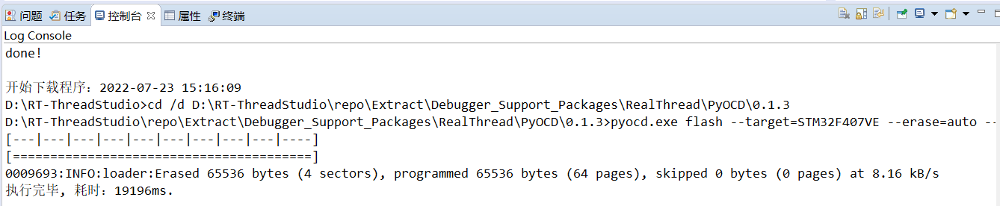 问题 任务 控制台 属性 终端
Log Console
done!
开始下载程序：2022-07-23 15:16:09
D:\RT-ThreadStudio>cd /d D:\RT-ThreadStudio\repo\Extract\Debugger_Support_Packages\RealThread\PyOCD\0.1.3
D:\RT-ThreadStudio\repo\Extract\Debugger_Support_Packages\RealThread\PyOCD\0.1.3>pyocd.exe flash --target=STM32F407VE --erase=auto --
[---|---|---|---|---|---|---|---|---|----]
[========================================]
0009693:INFO:loader:Erased 65536 bytes (4 sectors), programmed 65536 bytes (64 pages), skipped 0 bytes (0 pages) at 8.16 kB/s
执行完毕, 耗时：19196ms.